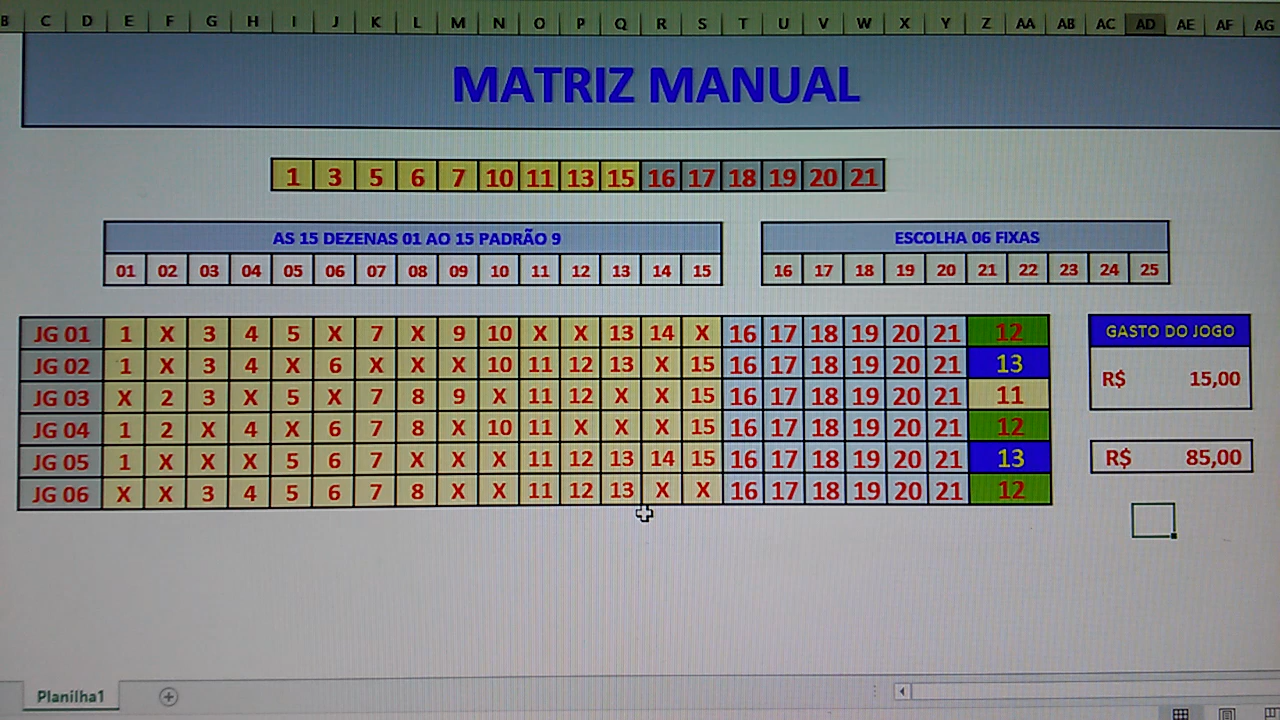 B C D E F G H I J K L M N O P Q R S T U V W X Y Z AA AB AC AD AE AF AG
MATRIZ MANUAL
1 3 5 6 7 10 11 13 15 16 17 18 19 20 21
AS 15 DEZENAS 01 AO 15 PADRÃO 9 ESCOLHA 06 FIXAS
01 02 03 04 05 06 07 08 09 10 11 12 13 14 15 16 17 18 19 20 21 22 23 24 25
JG 01 1 X 3 4 5 X 7 X 9 10 X X 13 14 X 16 17 18 19 20 21 12 GASTO DO JOGO
JG 02 1 X 3 4 X 6 X X X 10 11 12 13 X 15 16 17 18 19 20 21 13
R$ 15,00
JG 03 X 2 3 X 5 X 7 8 9 X 11 12 X X 15 16 17 18 19 20 21 11
JG 04 1 2 X 4 X 6 7 8 X 10 11 X X X 15 16 17 18 19 20 21 12
JG 05 1 X X X 5 6 7 X X X 11 12 13 14 15 16 17 18 19 20 21 13 R$ 85,00
JG 06 X X 3 4 5 6 7 8 X X 11 12 13 X X 16 17 18 19 20 21 12
Planilha1